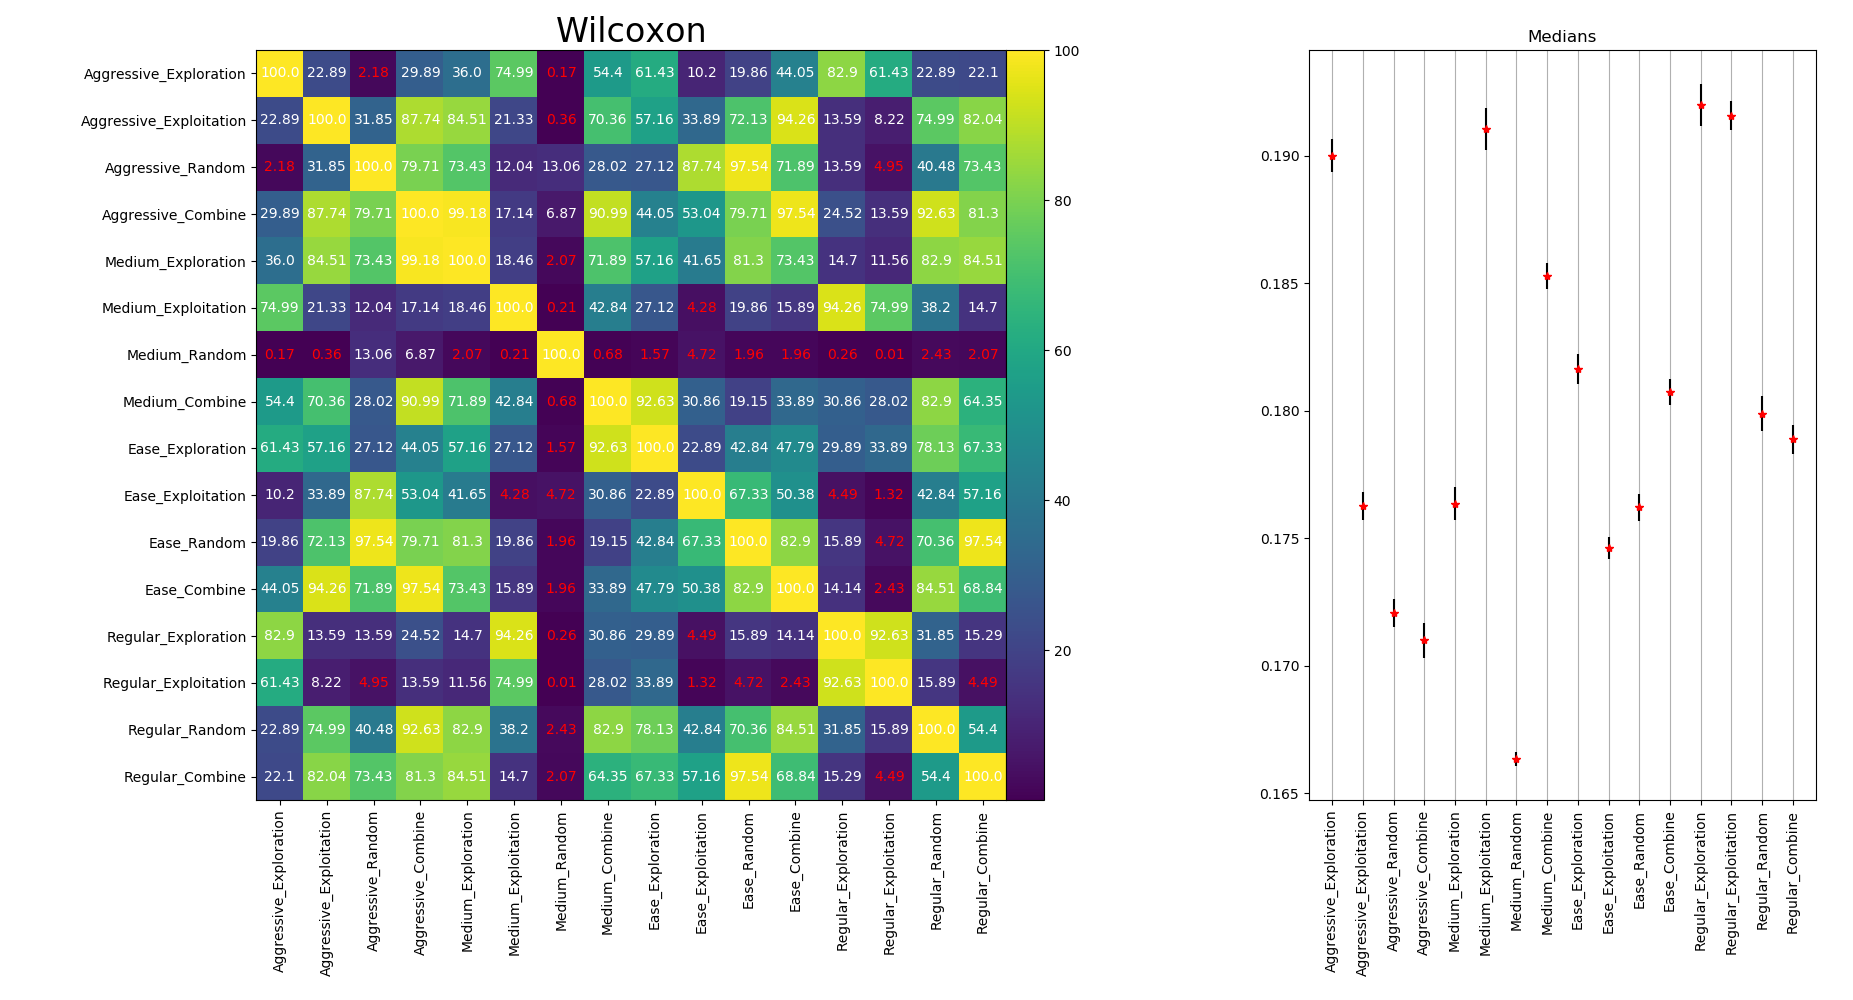 Wilcoxon
Aggressive_Exploration 100.0 22.89 2.18 29.89 36.0 74.99 0.17 54.4 61.43 10.2 19.86 44.05 82.9 61.43 22.89 22.1
Aggressive_Exploitation 22.89 100.0 31.85 87.74 84.51 21.33 0.36 70.36 57.16 33.89 72.13 94.26 13.59 8.22 74.99 82.04
Aggressive_Random 2.18 31.85 100.0 79.71 73.43 12.04 13.06 28.02 27.12 87.74 97.54 71.89 13.59 4.95 40.48 73.43
Aggressive_Combine 29.89 87.74 79.71 100.0 99.18 17.14 6.87 90.99 44.05 53.04 79.71 97.54 24.52 13.59 92.63 81.3
Medium_Exploration 36.0 84.51 73.43 99.18 100.0 18.46 2.07 71.89 57.16 41.65 81.3 73.43 14.7 11.56 82.9 84.51
Medium_Exploitation 74.99 21.33 12.04 17.14 18.46 100.0 0.21 42.84 27.12 4.28 19.86 15.89 94.26 74.99 38.2 14.7
Medium_Random 0.17 0.36 13.06 6.87 2.07 0.21 100.0 0.68 1.57 4.72 1.96 1.96 0.26 0.01 2.43 2.07
Medium_Combine 54.4 70.36 28.02 90.99 71.89 42.84 0.68 100.0 92.63 30.86 19.15 33.89 30.86 28.02 82.9 64.35
Ease_Exploration 61.43 57.16 27.12 44.05 57.16 27.12 1.57 92.63 100.0 22.89 42.84 47.79 29.89 33.89 78.13 67.33
Ease_Exploitation 10.2 33.89 87.74 53.04 41.65 4.28 4.72 30.86 22.89 100.0 67.33 50.38 4.49 1.32 42.84 57.16
Ease_Random 19.86 72.13 97.54 79.71 81.3 19.86 1.96 19.15 42.84 67.33 100.0 82.9 15.89 4.72 70.36 97.54
Ease_Combine 44.05 94.26 71.89 97.54 73.43 15.89 1.96 33.89 47.79 50.38 82.9 100.0 14.14 2.43 84.51 68.84
Regular_Exploration 82.9 13.59 13.59 24.52 14.7 94.26 0.26 30.86 29.89 4.49 15.89 14.14 100.0 92.63 31.85 15.29
Regular_Exploitation 61.43 8.22 4.95 13.59 11.56 74.99 0.01 28.02 33.89 1.32 4.72 2.43 92.63 100.0 15.89 4.49
Regular_Random 22.89 74.99 40.48 92.63 82.9 38.2 2.43 82.9 78.13 42.84 70.36 84.51 31.85 15.89 100.0 54.4
Regular_Combine 22.1 82.04 73.43 81.3 84.51 14.7 2.07 64.35 67.33 57.16 97.54 68.84 15.29 4.49 54.4 100.0
Aggressive_Exploration
Aggressive_Exploitation
Aggressive_Random
Aggressive_Combine
Medium_Exploration
Medium_Exploitation
Medium_Random
Medium_Combine
Ease_Exploration
Ease_Exploitation
Ease_Random
Ease_Combine
Regular_Exploration
Regular_Exploitation
Regular_Random
Regular_Combine
100
80
60
40
20
Medians
0.190
0.185
0.180
0.175
0.170
0.165
Aggressive_Exploration
Aggressive_Exploitation
Aggressive_Random
Aggressive_Combine
Medium_Exploration
Medium_Exploitation
Medium_Random
Medium_Combine
Ease_Exploration
Ease_Exploitation
Ease_Random
Ease_Combine
Regular_Exploration
Regular_Exploitation
Regular_Random
Regular_Combine